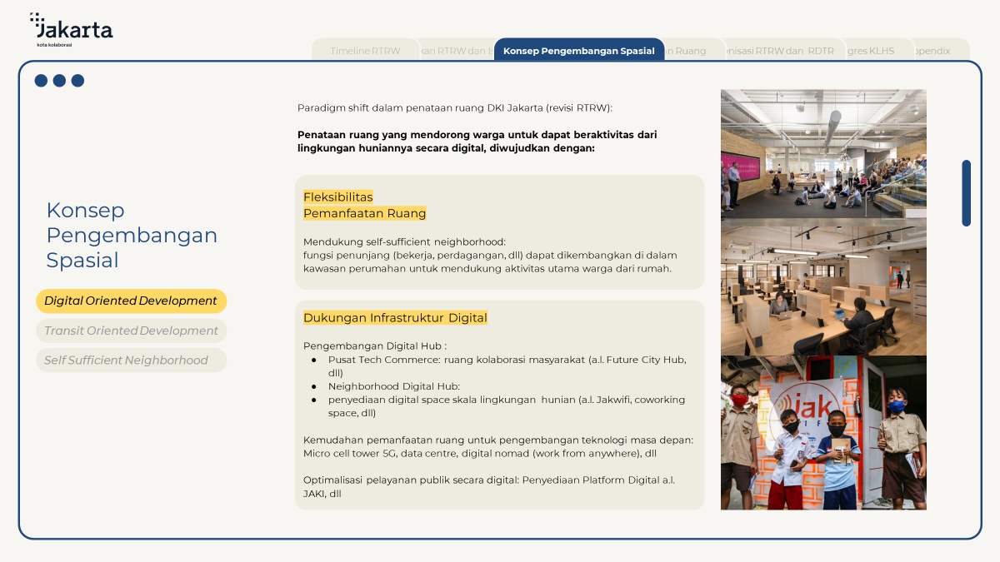 Jakarta
kota kolaborasi
Timeline RTRW
kan RTRW dan
Konsep Pengembangan Spasial
n Ruang
nisasi RTRW dan RDTR
gres KLHS
ppendix
Paradigm shift dalam penataan ruang DKI Jakarta (revisi RTRW):
Penataan ruang yang mendorong warga untuk dapat beraktivitas dari
lingkungan huniannya secara digital, diwujudkan dengan:
Konsep
Pengembangan
Spasial
Digital Oriented Development
Transit Oriented Development
Self Sufficient Neighborhood
Fleksibilitas
Pemanfaatan Ruang
Mendukung self-sufficient neighborhood:
fungsi penunjang (bekerja, perdagangan, dll) dapat dikembangkan di dalam
kawasan perumahan untuk mendukung aktivitas utama warga dari rumah.
Dukungan Infrastruktur Digital
Pengembangan Digital Hub :
● Pusat Tech Commerce: ruang kolaborasi masyarakat (a.l. Future City Hub,
dll)
● Neighborhood Digital Hub:
● penyediaan digital space skala lingkungan hunian (a.l. Jakwifi, coworking
space, dll)
Kemudahan pemanfaatan ruang untuk pengembangan teknologi masa depan:
Micro cell tower 5G, data centre, digital nomad (work from anywhere), dll
Optimalisasi pelayanan publik secara digital: Penyediaan Platform Digital a.l.
JAKI, dll
jak